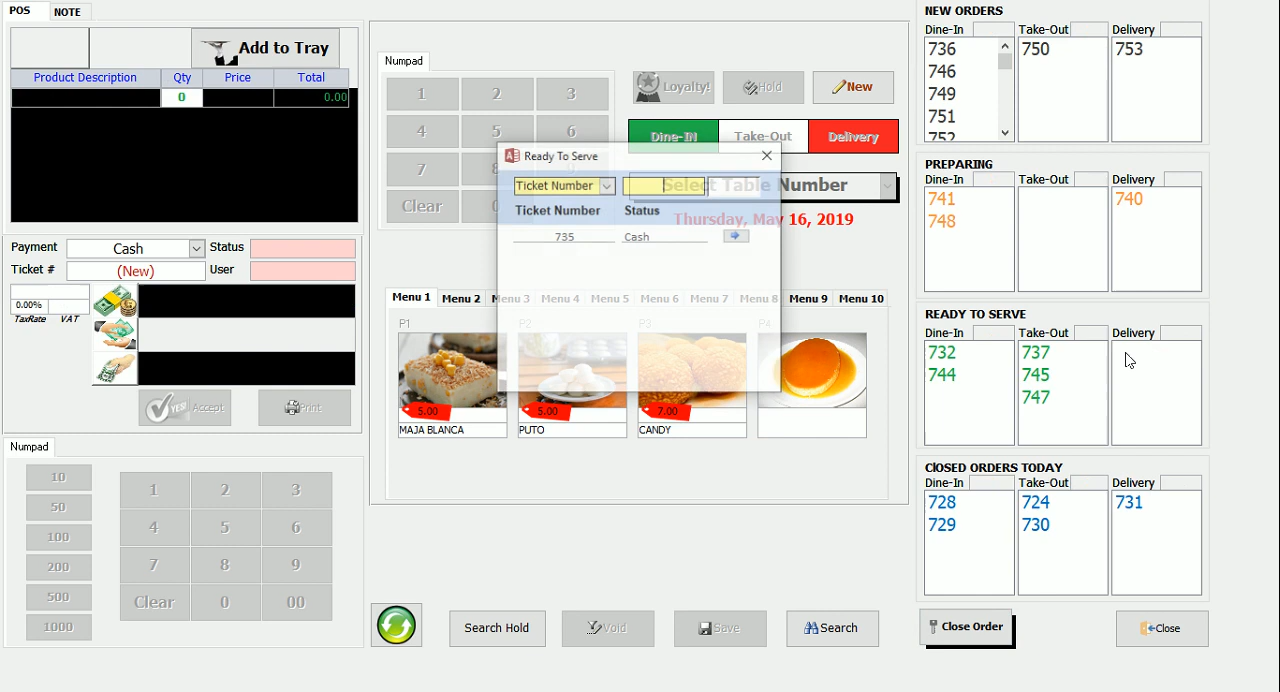 POS NOTE
Add to Tray
Product Description Qty Price Total
0 0.00
Payment Cash Status
Ticket # (New) User
0.00%
TaxRate VAT
YES! Accept Print
Numpad
10
50
100
200
500
1000
1 2 3
4 5 6
7 8 9
Clear 0 00
Numpad
1 2 3
4 5 6
7 8
Clear 0
Loyalty! Hold New
Dine-IN Take-Out Delivery
Select Table Number
Thursday, May 16, 2019
Ready To Serve
Ticket Number
Ticket Number Status
735 Cash
Menu 1 Menu 2 Menu 3 Menu 4 Menu 5 Menu 6 Menu 7 Menu 8 Menu 9 Menu 10
P1 P2 P3 P4
5.00 5.00 7.00
MAJA BLANCA PUTO CANDY
Search Hold Void Save Search
NEW ORDERS
Dine-In Take-Out Delivery
736 750 753
746
749
751
752
PREPARING
Dine-In Take-Out Delivery
741 740
748
READY TO SERVE
Dine-In Take-Out Delivery
732 737
744 745
747
ClOSED ORDERS TODAY
Dine-In Take-Out Delivery
728 724 731
729 730
Close Order Close